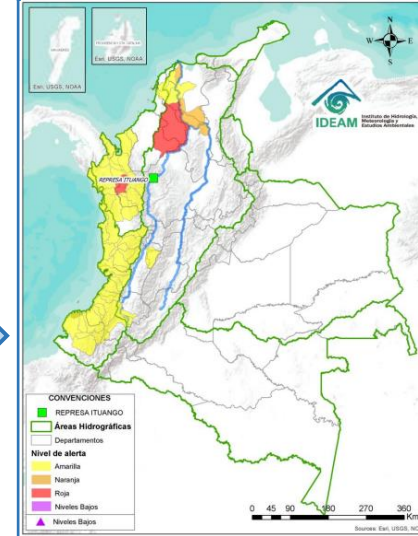 Esri, USGS, NOAA
Esri, USGS, NOAA
N
W
E
S
IDEAM
Instituto de Hidrología,
Meteorología y
Estudios Ambientales
REPRESA ITUANGO
CONVENCIONES
REPRESA ITUANGO
Áreas Hidrográficas
Departamentos
Nivel de alerta
Amarilla
Naranja
Roja
Niveles Bajos
Niveles Bajos
0 45 90 180 270 360
Km
Sources: Esri, USGS, NO